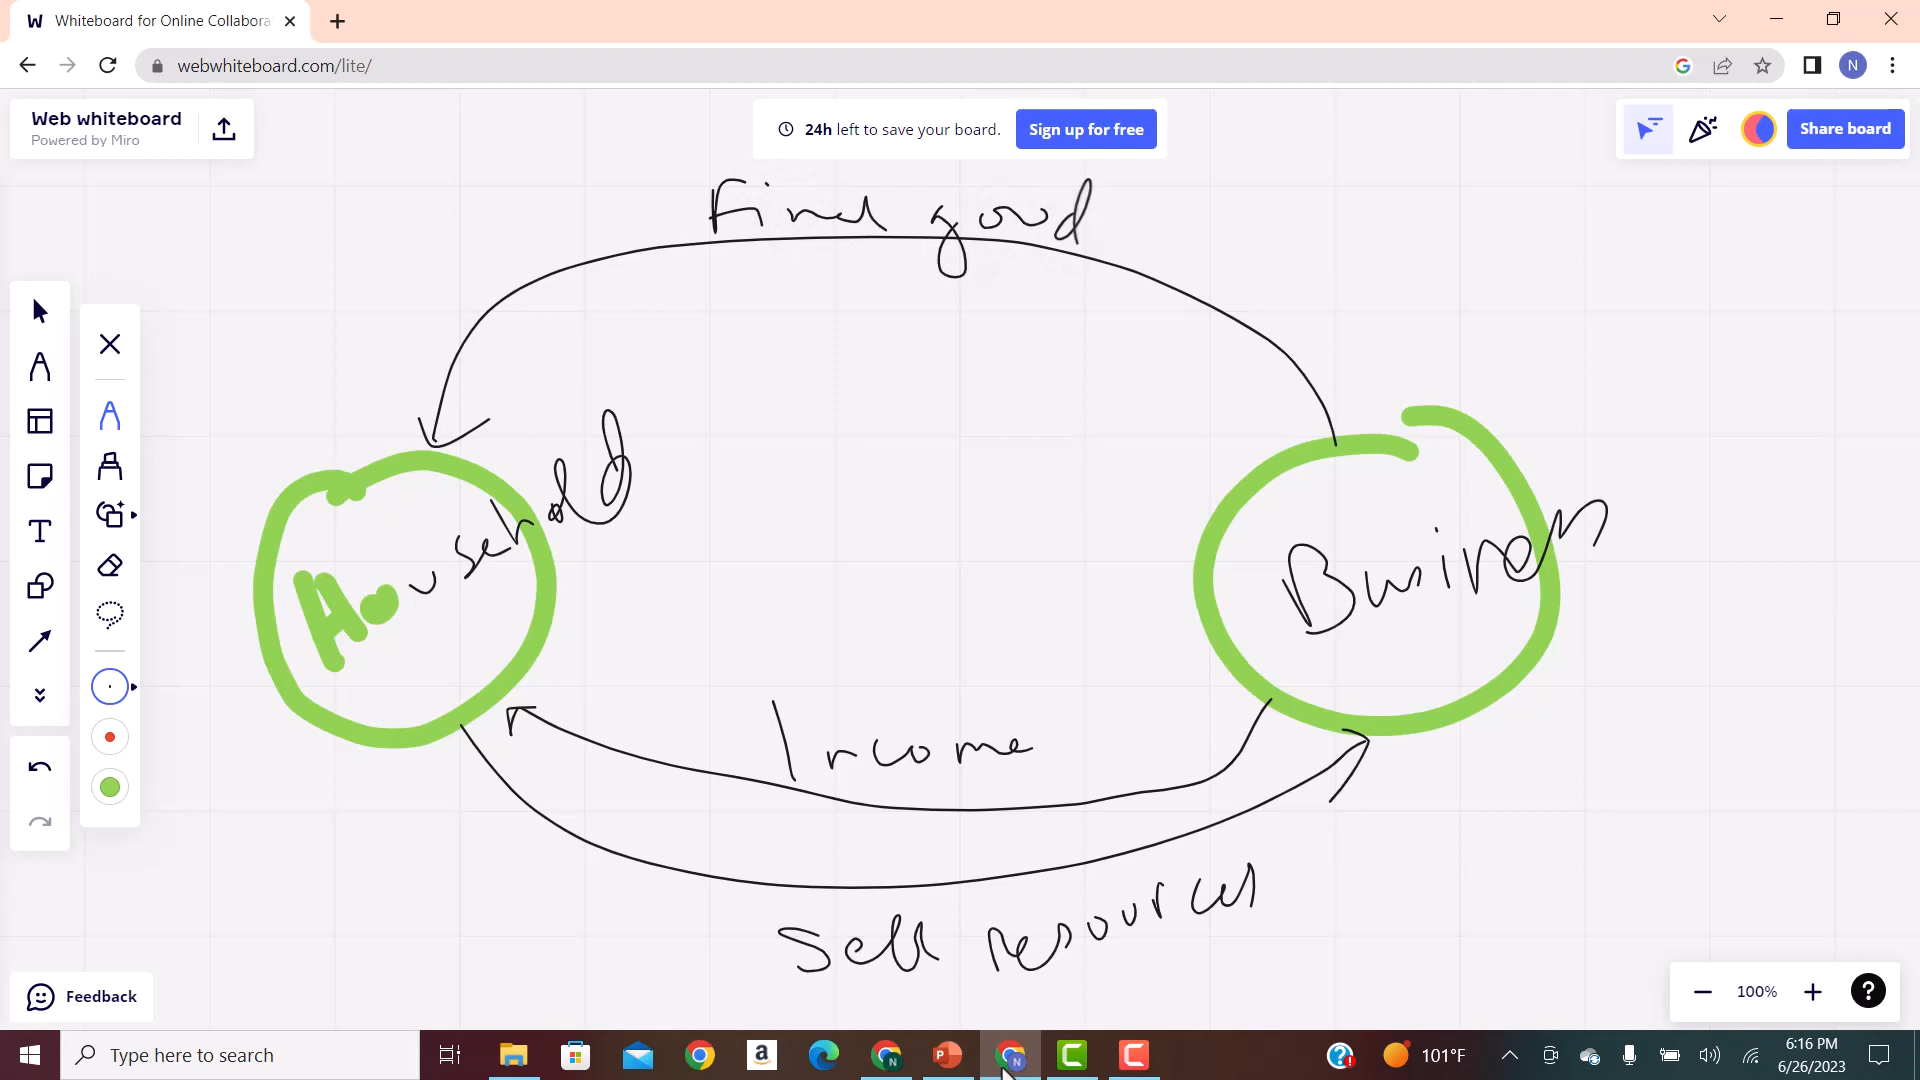 Whiteboard for Online Collabora
webwhiteboard.com/lite/
N
Web whiteboard
Powered by Miro
24h left to save your board.
Sign up for free
Share board
Final good
Household
Business
Income
Sell resources
Feedback
100%
Type here to search
101°F
6:16 PM
6/26/2023